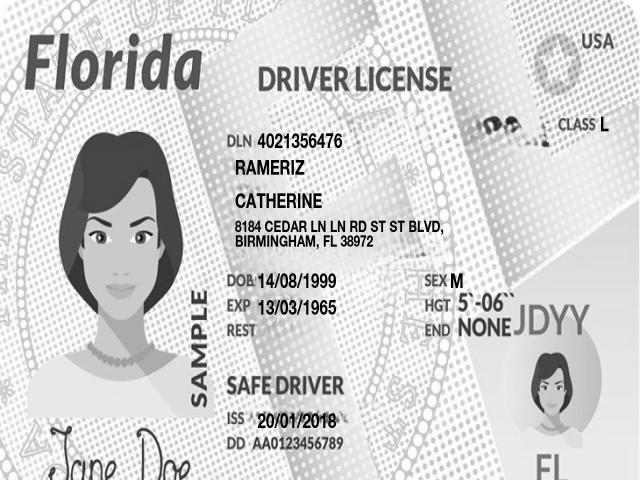 Florida
USA
DRIVER LICENSE
CLASS L
DLN 4021356476
RAMERIZ
CATHERINE
8184 CEDAR LN LN RD ST ST BLVD,
BIRMINGHAM, FL 38972
DOB 14/08/1999
SEX M
EXP 13/03/1965
HGT 5`-06``
REST
END NONE
JDYY
SAMPLE
SAFE DRIVER
ISS 20/01/2018
DD AA0123456789
Jane Doe
FL